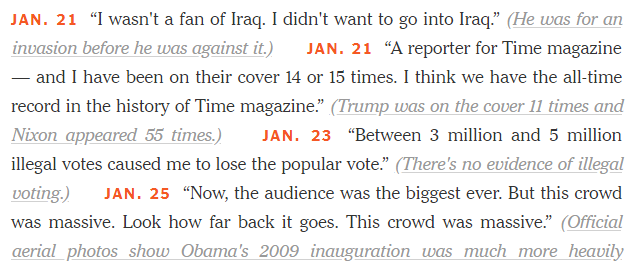 JAN. 21 “I wasn't a fan of Iraq. I didn't want to go into Iraq.” (He was for an
invasion before he was against it.) JAN. 21 “A reporter for Time magazine
— and I have been on their cover 14 or 15 times. I think we have the all-time
record in the history of Time magazine.” (Trump was on the cover 11 times and
Nixon appeared 55 times.) JAN. 23 “Between 3 million and 5 million
illegal votes caused me to lose the popular vote.” (There's no evidence of illegal
voting.) JAN. 25 “Now, the audience was the biggest ever. But this crowd
was massive. Look how far back it goes. This crowd was massive.” (Official
aerial photos show Obama's 2009 inauguration was much more heavily